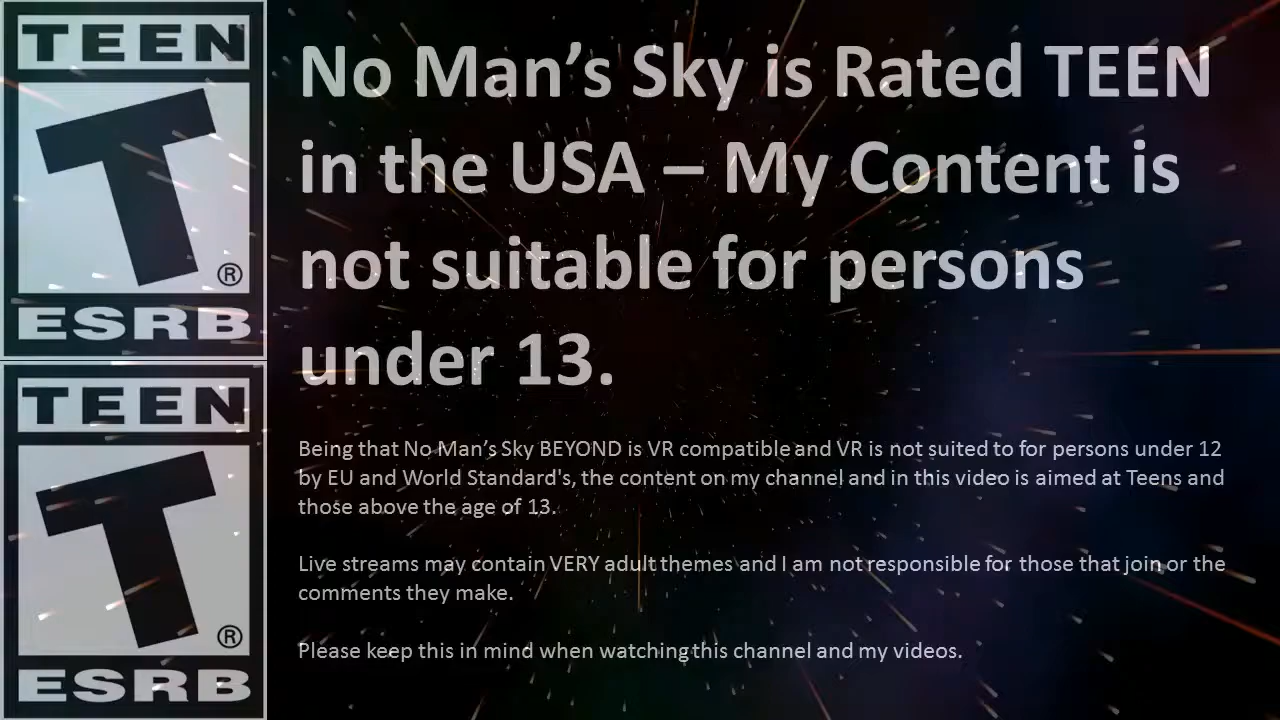 TEEN
T
®
ESRB
TEEN
T
®
ESRB
No Man’s Sky is Rated TEEN
in the USA – My Content is
not suitable for persons
under 13.
Being that No Man’s Sky BEYOND is VR compatible and VR is not suited to for persons under 12
by EU and World Standard's, the content on my channel and in this video is aimed at Teens and
those above the age of 13.
Live streams may contain VERY adult themes and I am not responsible for those that join or the
comments they make.
Please keep this in mind when watching this channel and my videos.